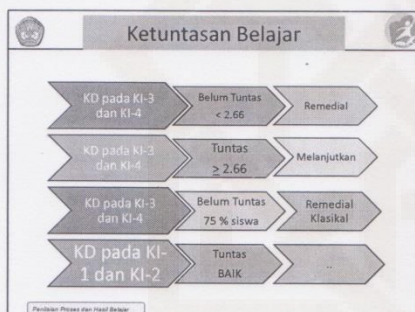 Ketuntasan Belajar
KD pada KI-3
dan KI-4
Belum Tuntas
< 2.66
Remedial
KD pada KI-3
dan KI-4
Tuntas
≥ 2.66
Melanjutkan
KD pada KI-3
dan KI-4
Belum Tuntas
75 % siswa
Remedial
Klasikal
KD pada KI-
1 dan KI-2
Tuntas
BAIK
..
Penilaian Proses dan Hasil Belajar